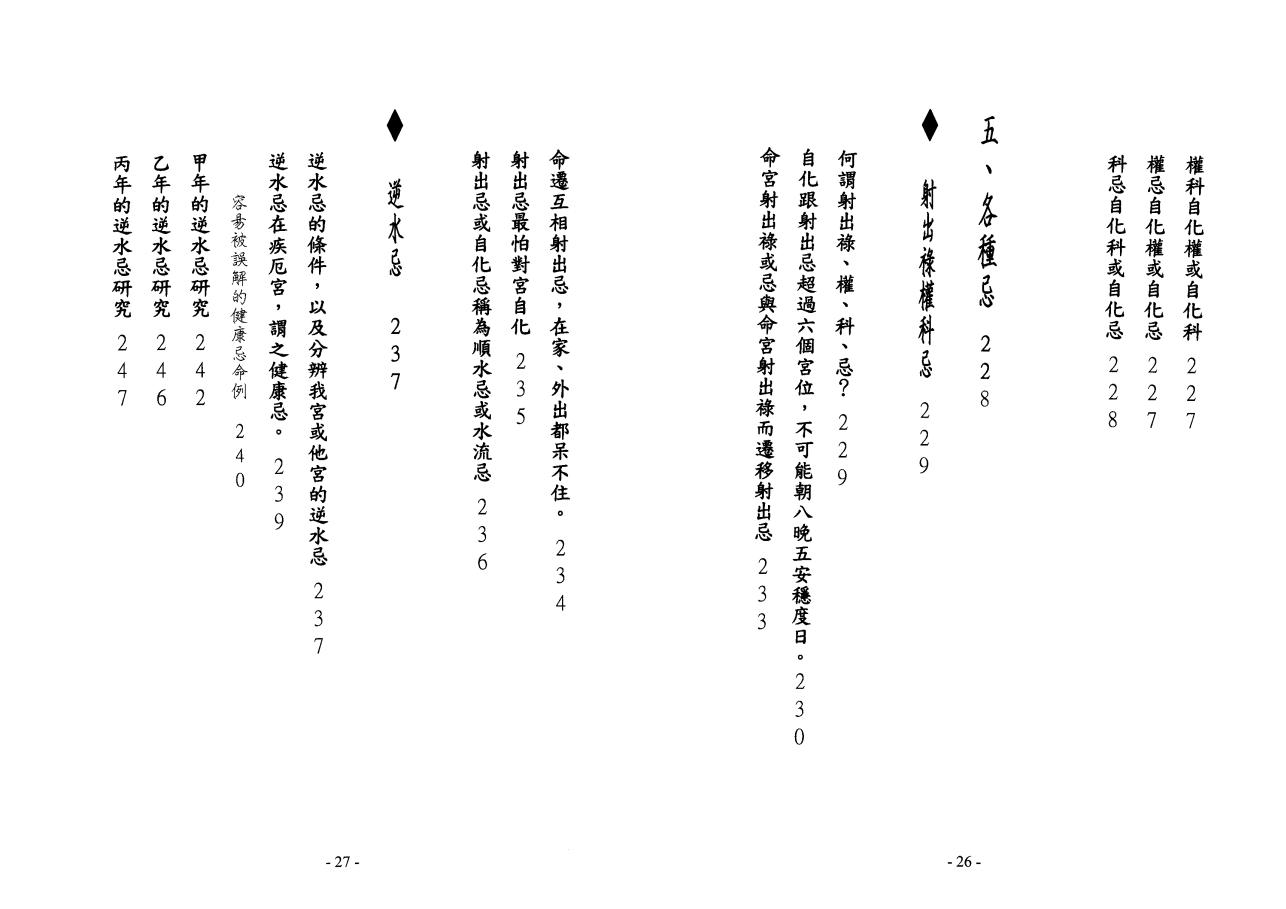 權科自化權或自化科 227
權忌自化權或自化忌 227
科忌自化科或自化忌 228
五、各種忌 228
◆ 射出祿權科忌 229
何謂射出祿、權、科、忌？229
自化跟射出忌超過六個宮位，不可能朝八晚五安穩度日。230
命宮射出祿或忌與命宮射出祿而遷移射出忌 233
- 26 -
命遷互相射出忌，在家、外出都呆不住。234
射出忌最怕對宮自化 235
射出忌或自化忌稱為順水忌或水流忌 236
◆ 逆水忌 237
逆水忌的條件，以及分辨我宮或他宮的逆水忌 237
逆水忌在疾厄宮，謂之健康忌。239
容易被誤解的健康忌命例 240
甲年的逆水忌研究 242
乙年的逆水忌研究 246
丙年的逆水忌研究 247
- 27 -